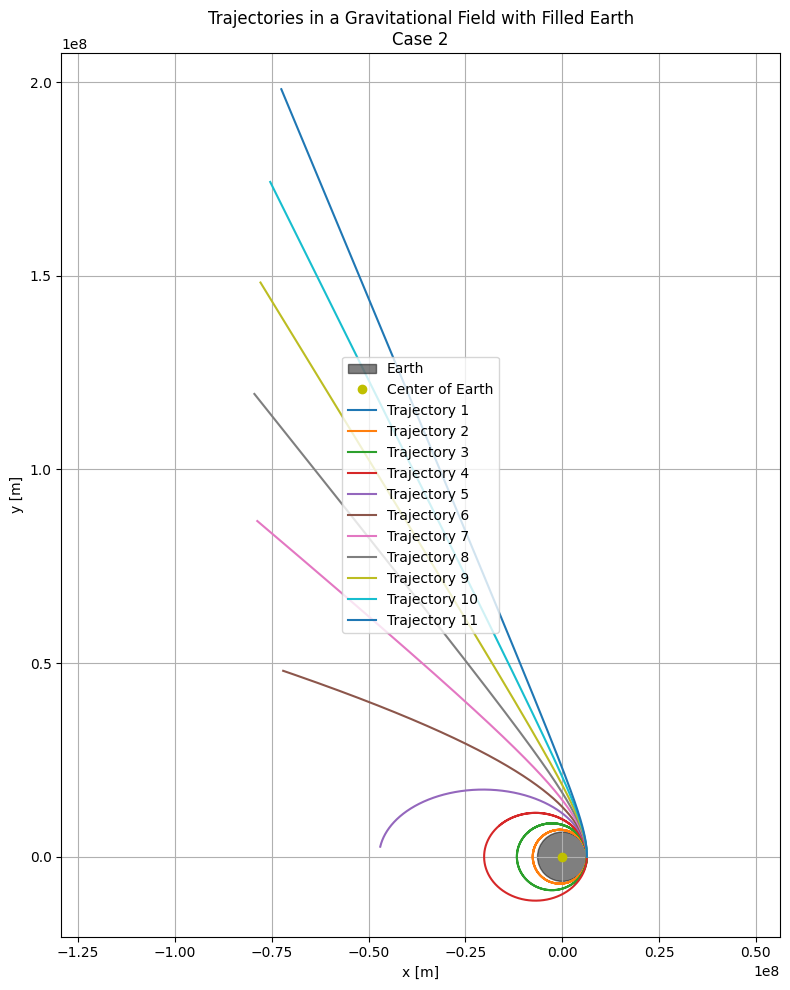 Trajectories in a Gravitational Field with Filled Earth
Case 2
1e8
2.0
1.5
1.0
0.5
0.0
y [m]
Earth
Center of Earth
Trajectory 1
Trajectory 2
Trajectory 3
Trajectory 4
Trajectory 5
Trajectory 6
Trajectory 7
Trajectory 8
Trajectory 9
Trajectory 10
Trajectory 11
−1.25 −1.00 −0.75 −0.50 −0.25 0.00 0.25 0.50
x [m]
1e8